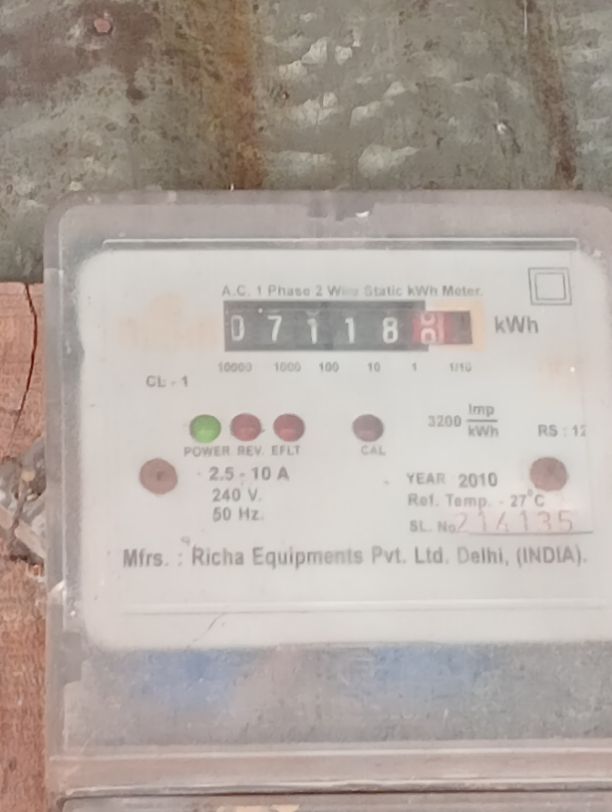 A.C. 1 Phase 2 Wire Static kWh Meter.
0 7 1 1 8 kWh
10000 1000 100 10 1 1/10
CL - 1
3200 Imp/kWh
RS : 12
POWER REV. EFLT CAL
2.5 - 10 A
240 V.
50 Hz.
YEAR 2010
Ref. Temp. - 27°C
SL. No 214135
Mfrs. : Richa Equipments Pvt. Ltd. Delhi, (INDIA).